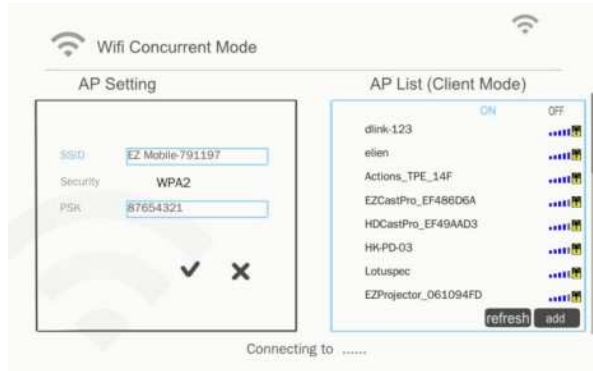 Wifi Concurrent Mode
AP Setting
AP List (Client Mode)
ON OFF
SSID EZ Mobile-791197
Security WPA2
PSK 87654321
dlink-123
elien
Actions_TPE_14F
EZCastPro_EF486D6A
HDCastPro_EF49AAD3
HK-PD-03
Lotuspec
EZProjector_061094FD
refresh add
Connecting to ......